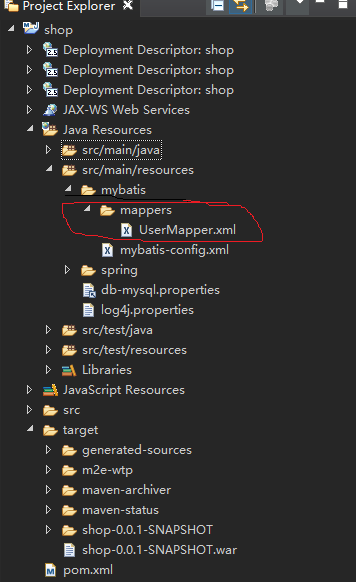 Project Explorer
shop
Deployment Descriptor: shop
Deployment Descriptor: shop
Deployment Descriptor: shop
JAX-WS Web Services
Java Resources
src/main/java
src/main/resources
mybatis
mappers
UserMapper.xml
mybatis-config.xml
spring
db-mysql.properties
log4j.properties
src/test/java
src/test/resources
Libraries
JavaScript Resources
src
target
generated-sources
m2e-wtp
maven-archiver
maven-status
shop-0.0.1-SNAPSHOT
shop-0.0.1-SNAPSHOT.war
pom.xml